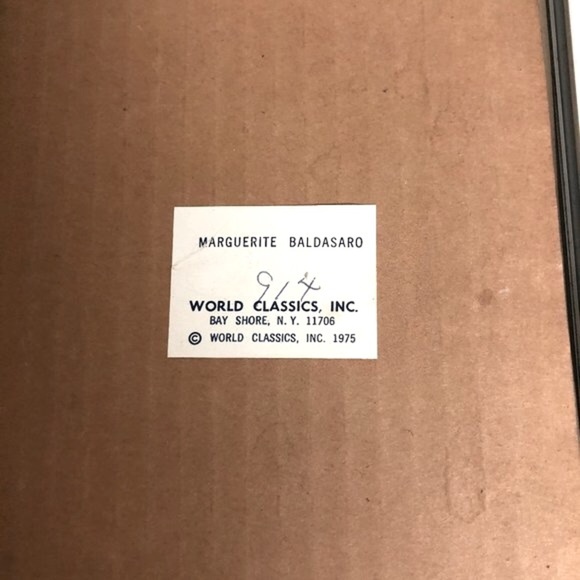 MARGUERITE BALDASARO
914
WORLD CLASSICS, INC.
BAY SHORE, N.Y. 11706
© WORLD CLASSICS, INC. 1975